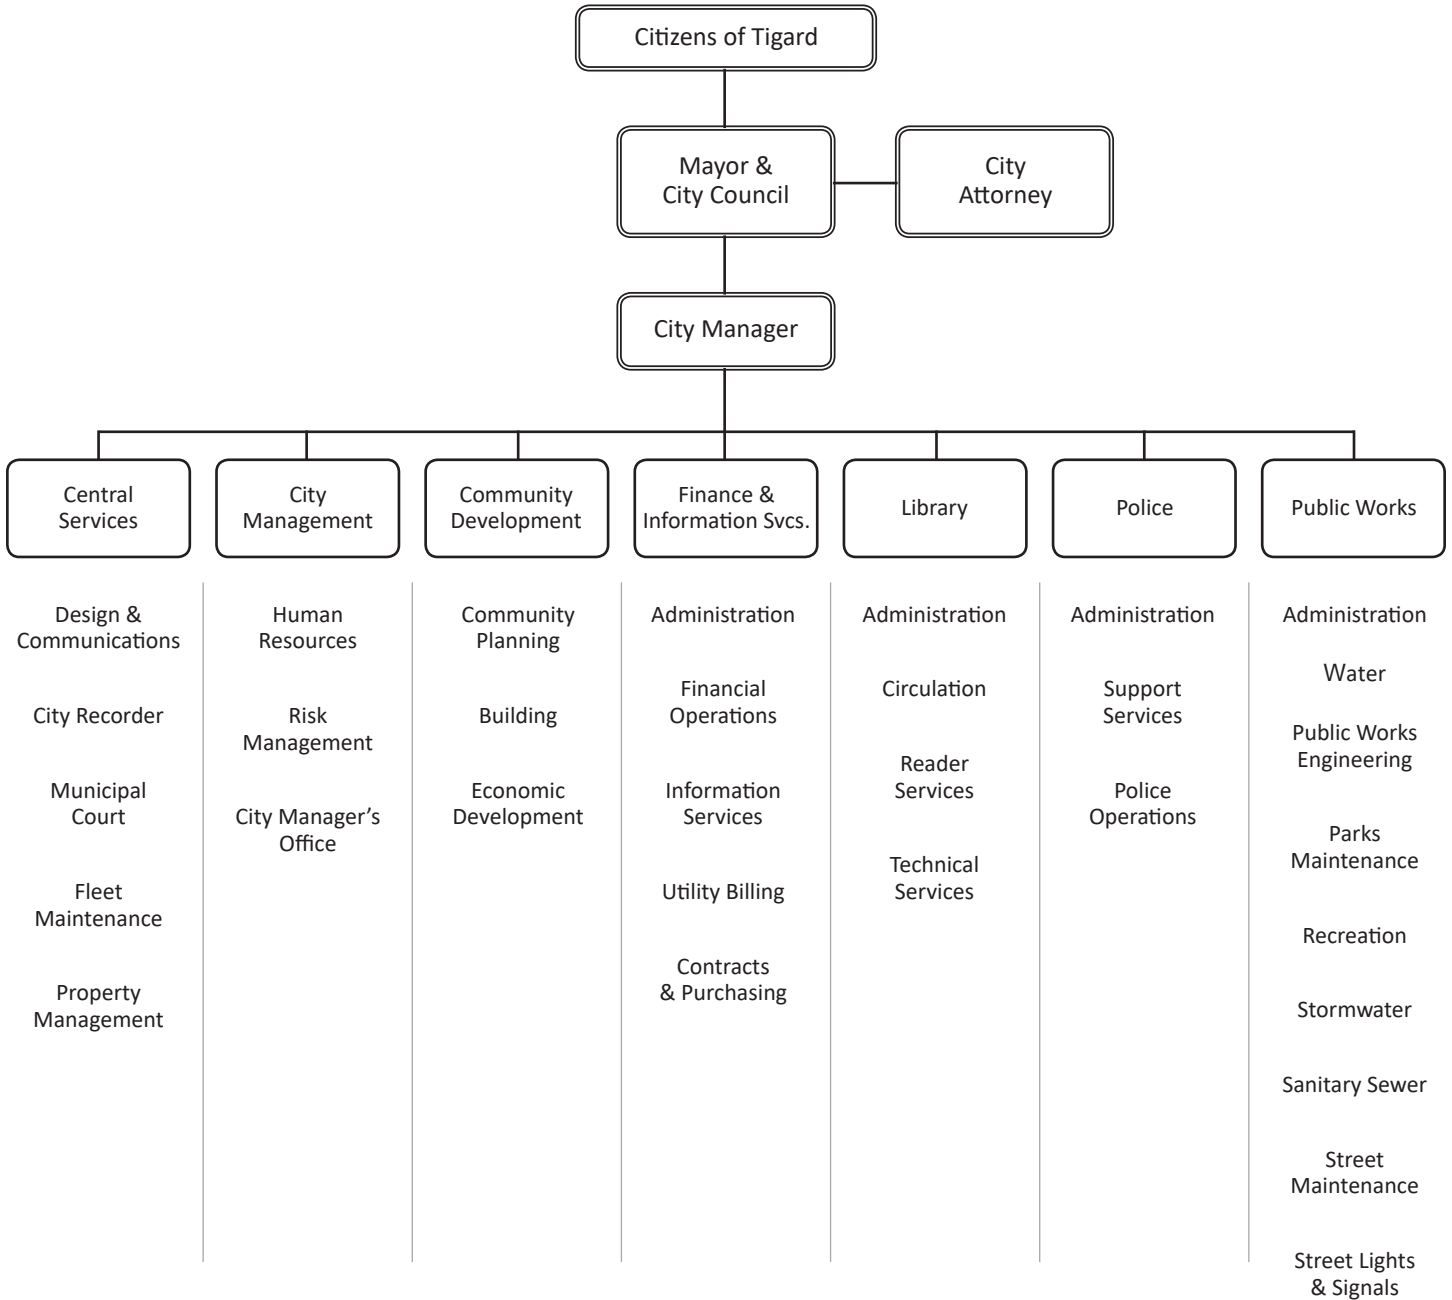 Citizens of Tigard
Mayor &
City Council
City
Attorney
City Manager
Central
Services
City
Management
Community
Development
Finance &
Information Svcs.
Library
Police
Public Works
Design &
Communications
City Recorder
Municipal
Court
Fleet
Maintenance
Property
Management
Human
Resources
Risk
Management
City Manager’s
Office
Community
Planning
Building
Economic
Development
Administration
Financial
Operations
Information
Services
Utility Billing
Contracts
& Purchasing
Administration
Circulation
Reader
Services
Technical
Services
Administration
Support
Services
Police
Operations
Administration
Water
Public Works
Engineering
Parks
Maintenance
Recreation
Stormwater
Sanitary Sewer
Street
Maintenance
Street Lights
& Signals